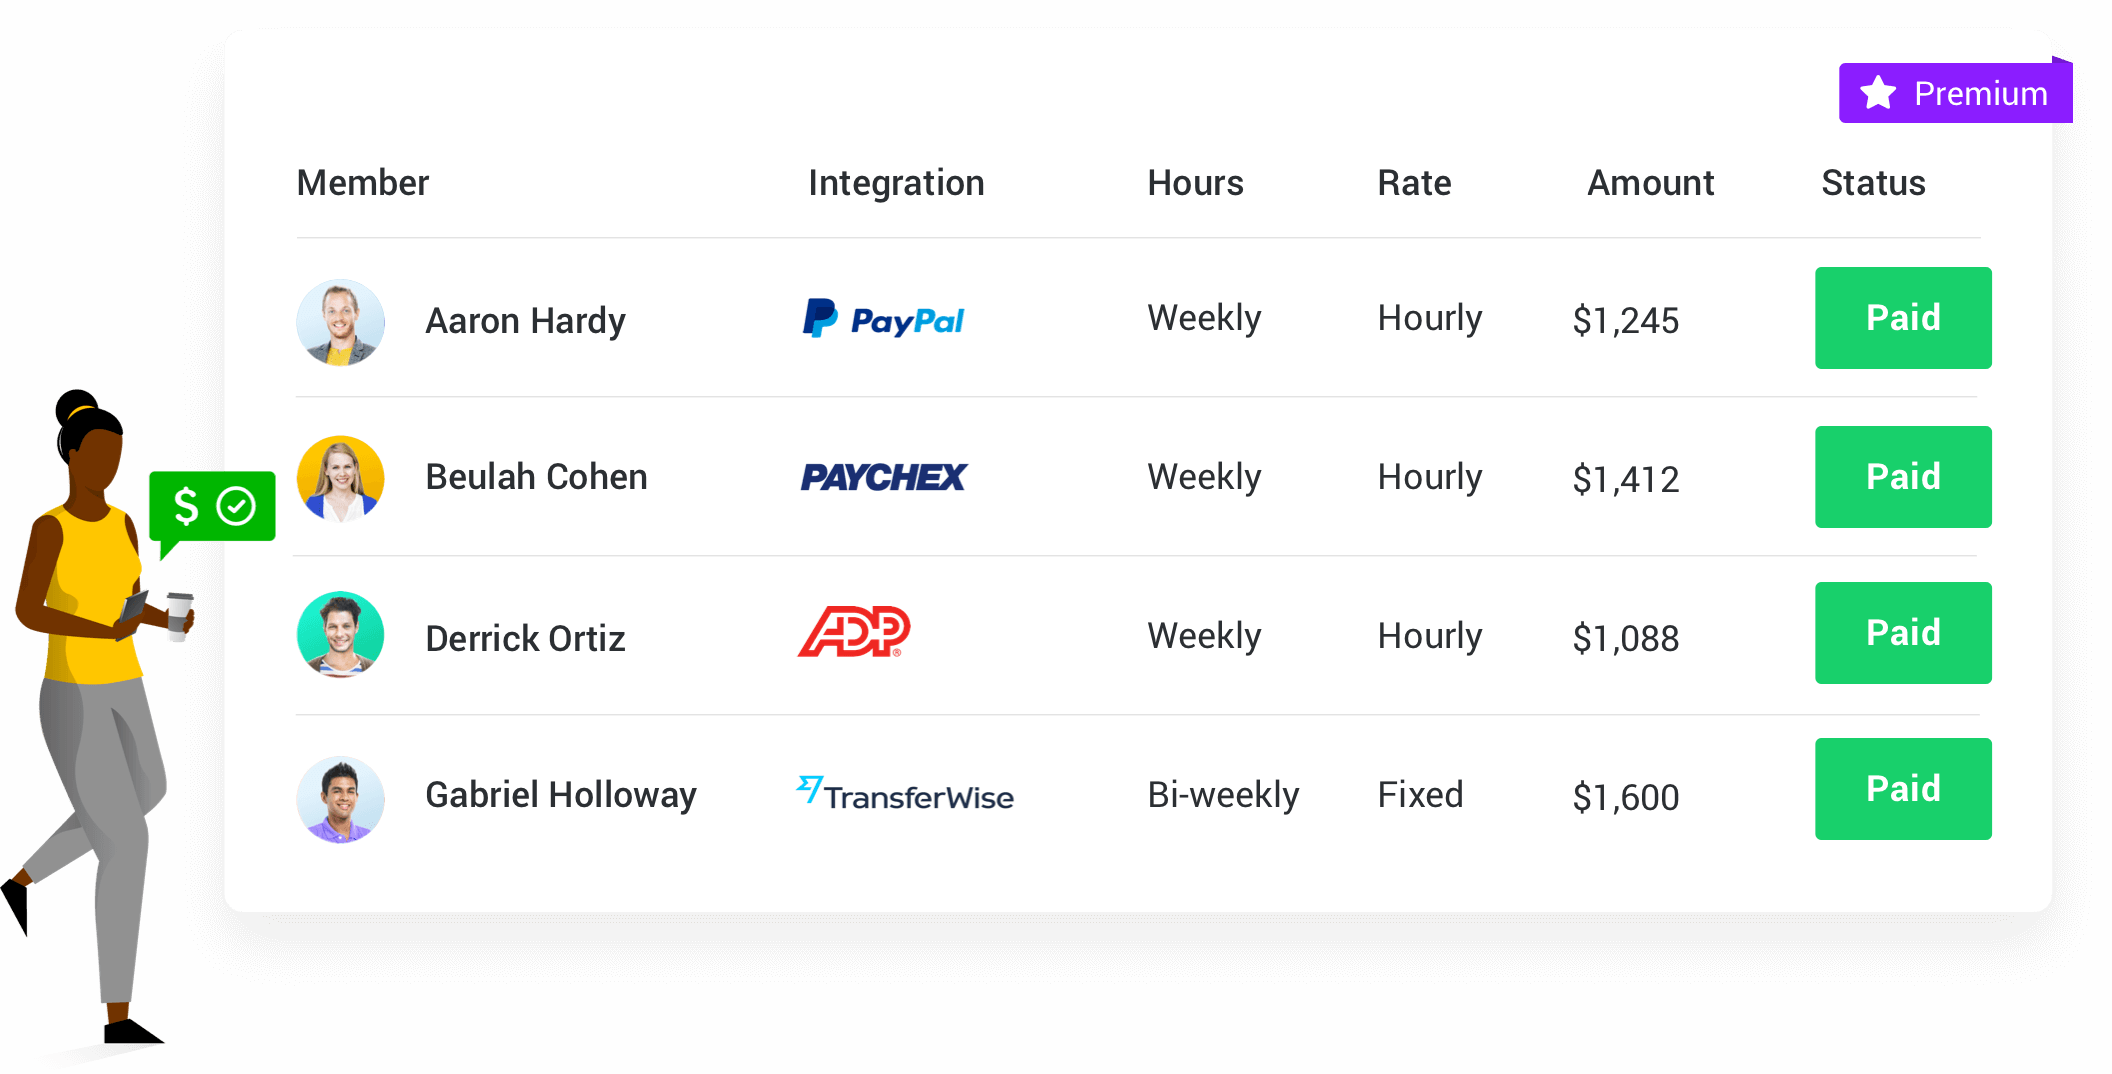 Premium
Member Integration Hours Rate Amount Status
Aaron Hardy PayPal Weekly Hourly $1,245 Paid
Beulah Cohen PAYCHEX Weekly Hourly $1,412 Paid
$
Derrick Ortiz ADP® Weekly Hourly $1,088 Paid
Gabriel Holloway TransferWise Bi-weekly Fixed $1,600 Paid